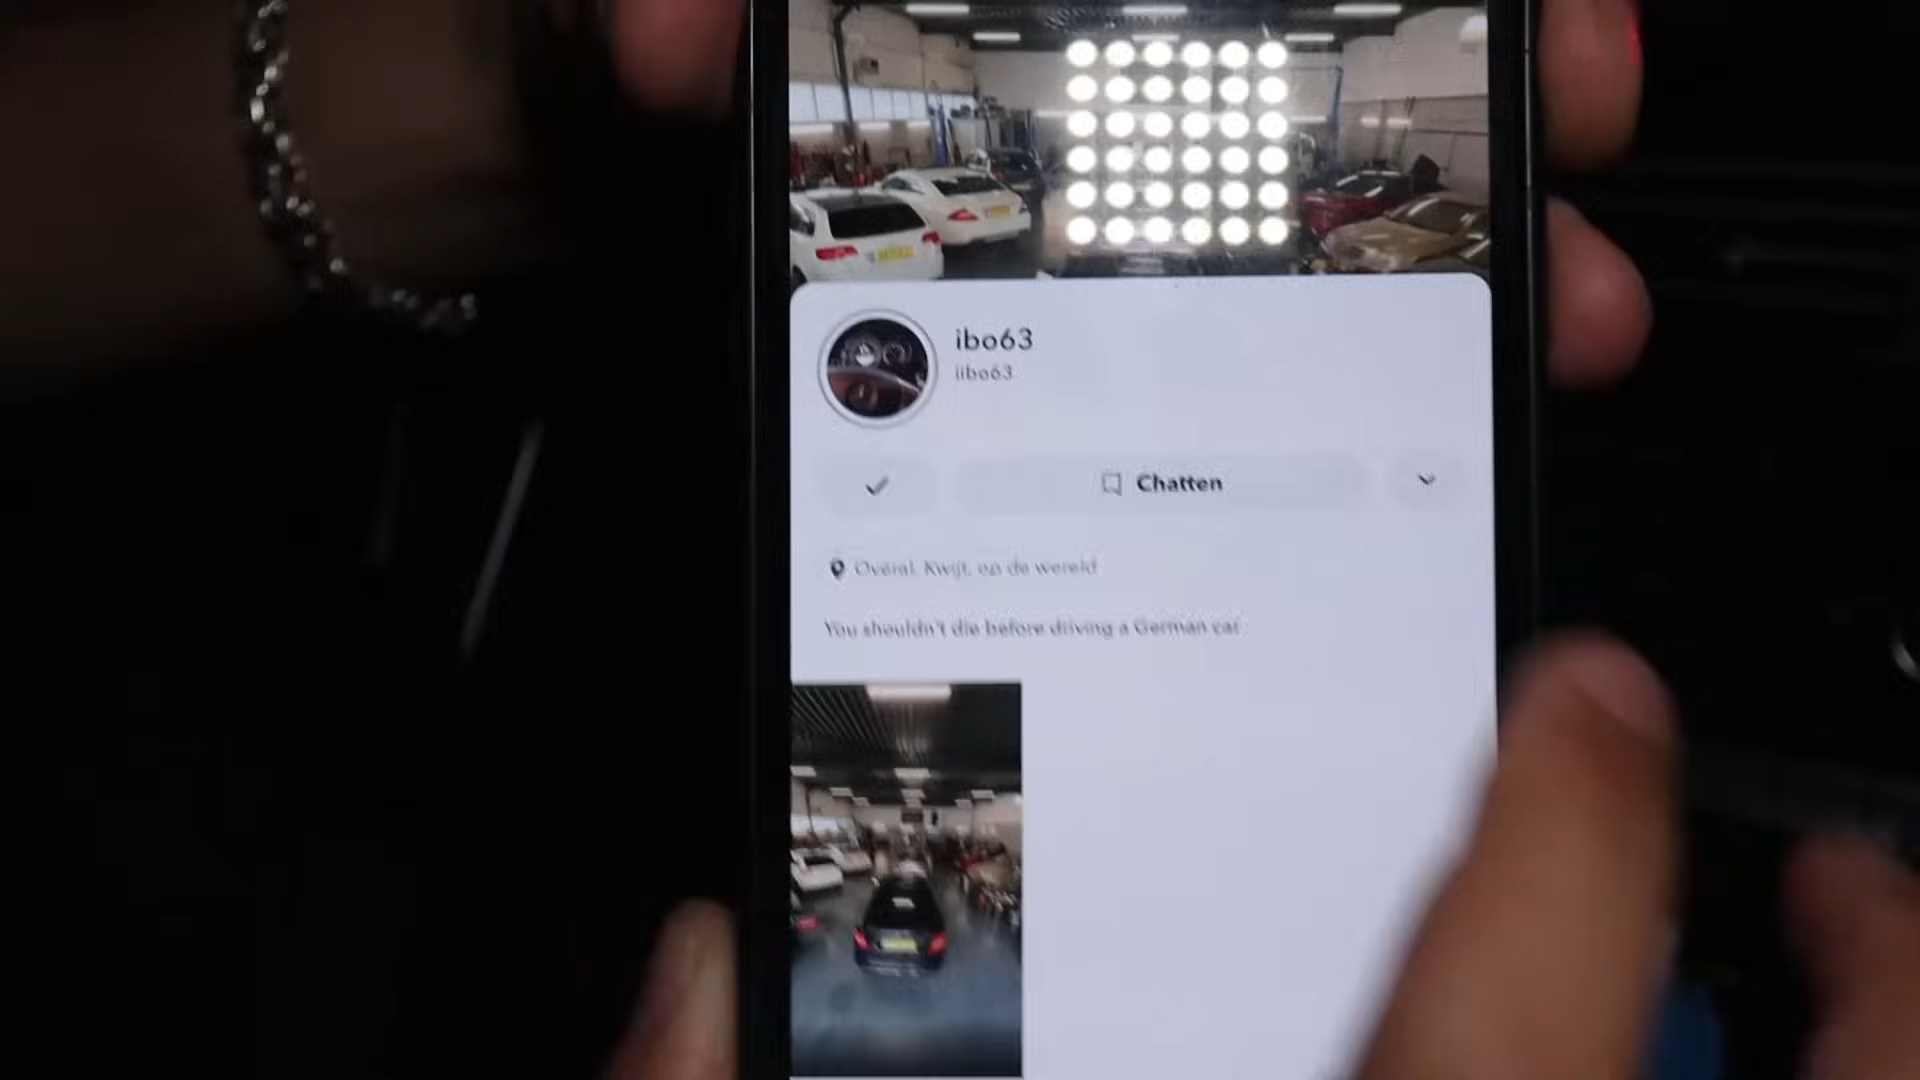 ibo63
iibo63
Chatten
Overal, Kwijt, op de wereld
You shouldn't die before driving a German car